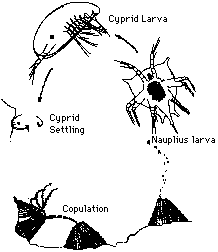 Cyprid Larva
Cyprid
Settling
Nauplius larva
Copulation